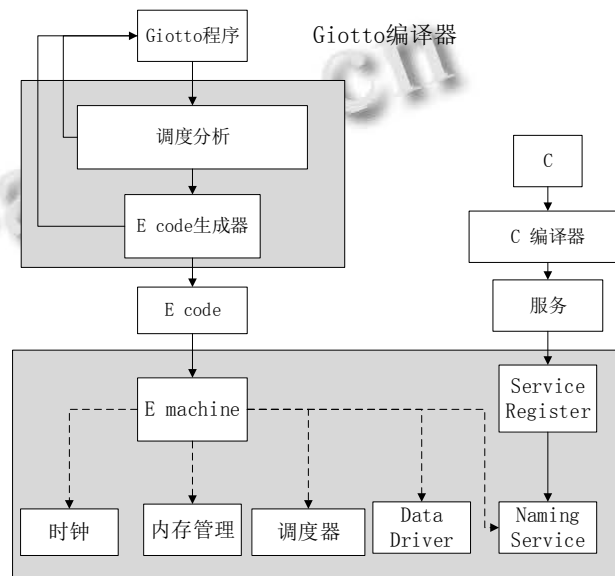 Giotto程序
Giotto编译器
调度分析
E code生成器
C
C 编译器
E code
服务
E machine
Service
Register
时钟
内存管理
调度器
Data
Driver
Naming
Service